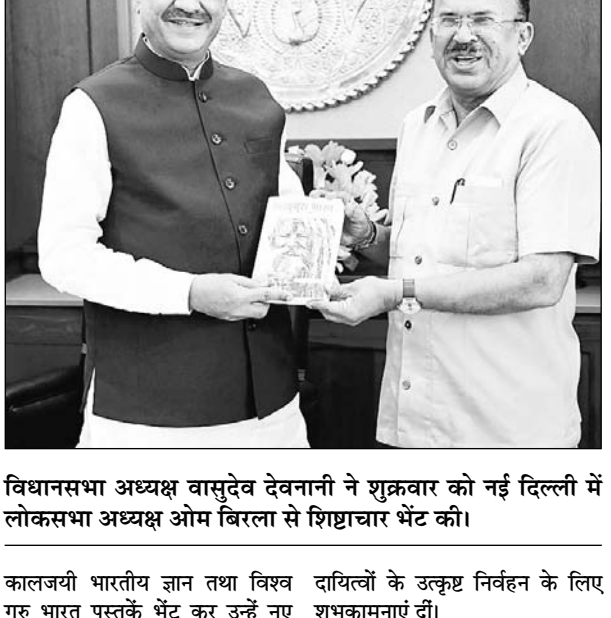 विधानसभा अध्यक्ष वासुदेव देवनानी ने शुक्रवार को नई दिल्ली में
लोकसभा अध्यक्ष ओम बिरला से शिष्टाचार भेंट की।
कालजयी भारतीय ज्ञान तथा विश्व
गुरु भारत पुस्तकें भेंट कर उन्हें नए
दायित्वों के उत्कृष्ट निर्वहन के लिए
शुभकामनाएं दीं।